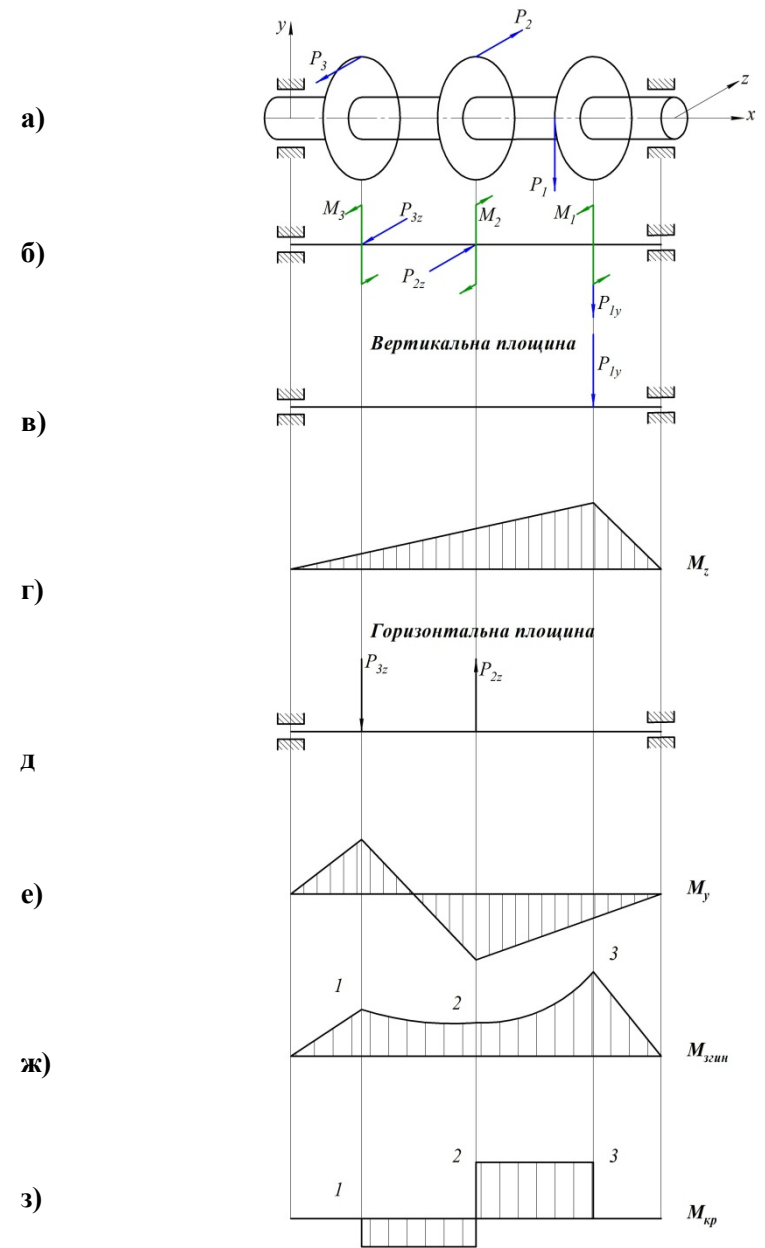 y
P₂
P₃
z
а)
x
P₁
M₃
P₃z
M₂
M₁
б)
P₂z
P₁y
Вертикальна площина
P₁y
в)
Mz
г)
Горизонтальна площина
P₃z
P₂z
д
е)
My
3
1
2
ж)
Mзгин
2
3
1
з)
Mкр